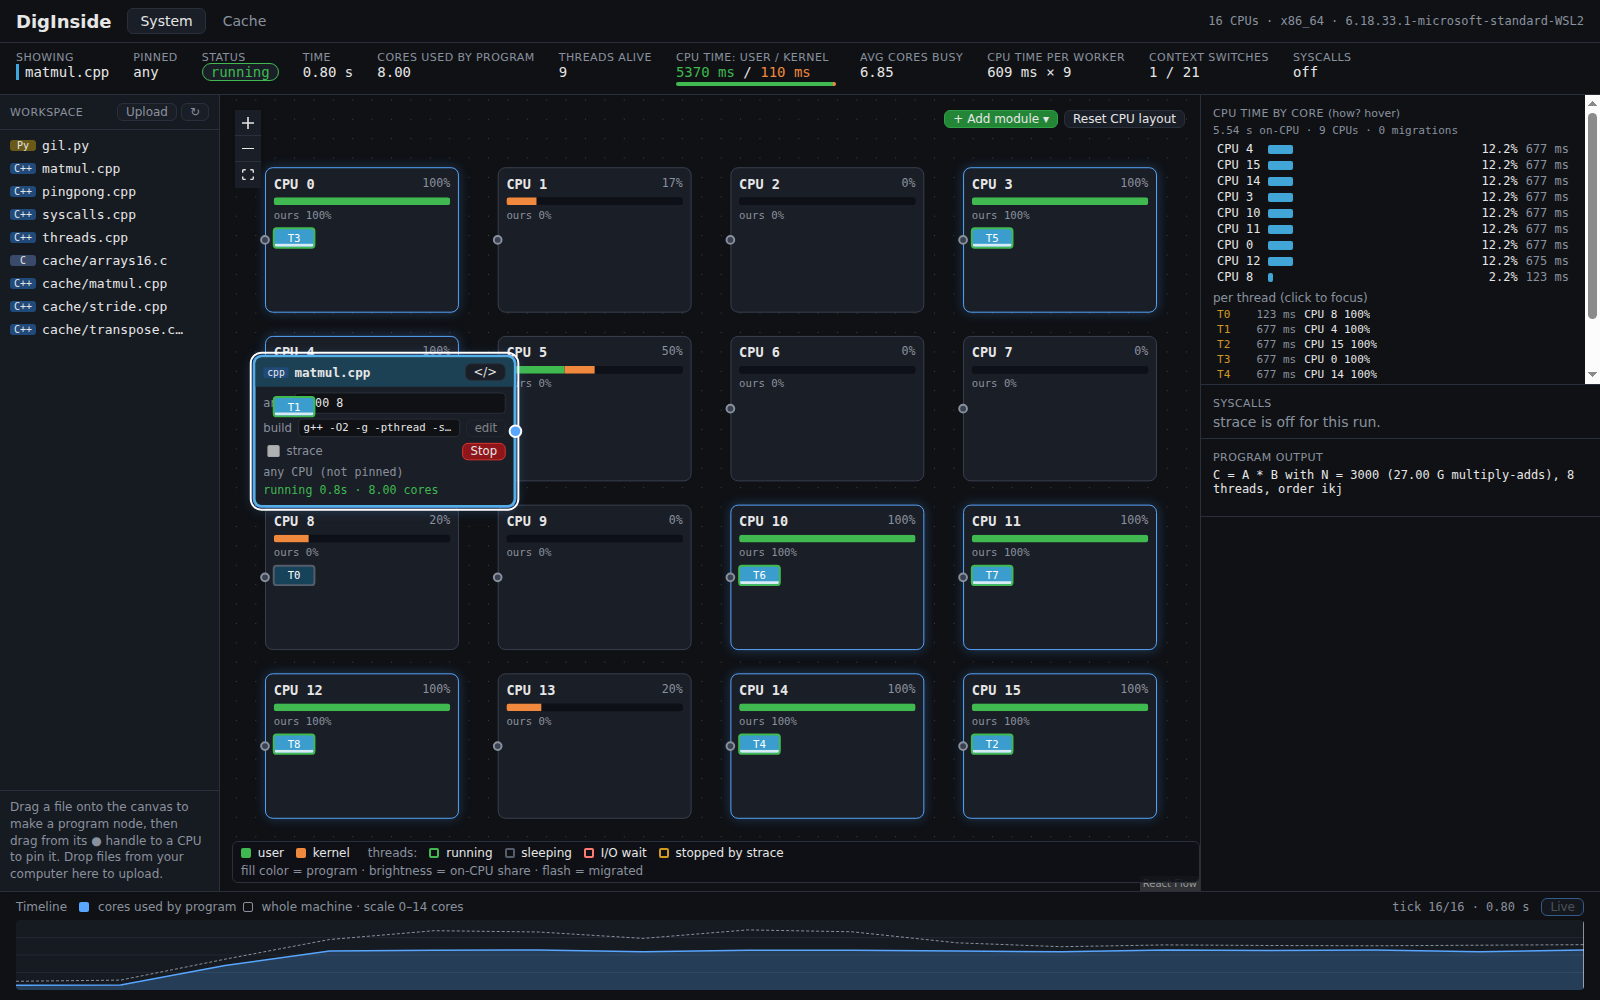 DigInside System Cache 16 CPUs · x86_64 · 6.18.33.1-microsoft-standard-WSL2
SHOWING PINNED STATUS TIME CORES USED BY PROGRAM THREADS ALIVE CPU TIME: USER / KERNEL AVG CORES BUSY CPU TIME PER WORKER CONTEXT SWITCHES SYSCALLS
matmul.cpp any running 0.80 s 8.00 9 5370 ms / 110 ms 6.85 609 ms × 9 1 / 21 off
WORKSPACE Upload ↻
Py gil.py
C++ matmul.cpp
C++ pingpong.cpp
C++ syscalls.cpp
C++ threads.cpp
C cache/arrays16.c
C++ cache/matmul.cpp
C++ cache/stride.cpp
C++ cache/transpose.c…
Drag a file onto the canvas to
make a program node, then
drag from its ● handle to a CPU
to pin it. Drop files from your
computer here to upload.
+ Add module ▾ Reset CPU layout
CPU 0 100%
ours 100%
T3
CPU 1 17%
ours 0%
CPU 2 0%
ours 0%
CPU 3 100%
ours 100%
T5
CPU 4 100%
cpp matmul.cpp </>
T1 00 8
build g++ -O2 -g -pthread -s… edit
strace Stop
any CPU (not pinned)
running 0.8s · 8.00 cores
CPU 5 50%
0%
CPU 6 0%
ours 0%
CPU 7 0%
ours 0%
CPU 8 20%
ours 0%
T0
CPU 9 0%
ours 0%
CPU 10 100%
ours 100%
T6
CPU 11 100%
ours 100%
T7
CPU 12 100%
ours 100%
T8
CPU 13 20%
ours 0%
CPU 14 100%
ours 100%
T4
CPU 15 100%
ours 100%
T2
user kernel threads: running sleeping I/O wait stopped by strace
fill color = program · brightness = on-CPU share · flash = migrated
React Flow
CPU TIME BY CORE (how? hover)
5.54 s on-CPU · 9 CPUs · 0 migrations
CPU 4 12.2% 677 ms
CPU 15 12.2% 677 ms
CPU 14 12.2% 677 ms
CPU 3 12.2% 677 ms
CPU 10 12.2% 677 ms
CPU 11 12.2% 677 ms
CPU 0 12.2% 677 ms
CPU 12 12.2% 675 ms
CPU 8 2.2% 123 ms
per thread (click to focus)
T0 123 ms CPU 8 100%
T1 677 ms CPU 4 100%
T2 677 ms CPU 15 100%
T3 677 ms CPU 0 100%
T4 677 ms CPU 14 100%
SYSCALLS
strace is off for this run.
PROGRAM OUTPUT
C = A * B with N = 3000 (27.00 G multiply-adds), 8
threads, order ikj
Timeline cores used by program whole machine · scale 0–14 cores tick 16/16 · 0.80 s Live